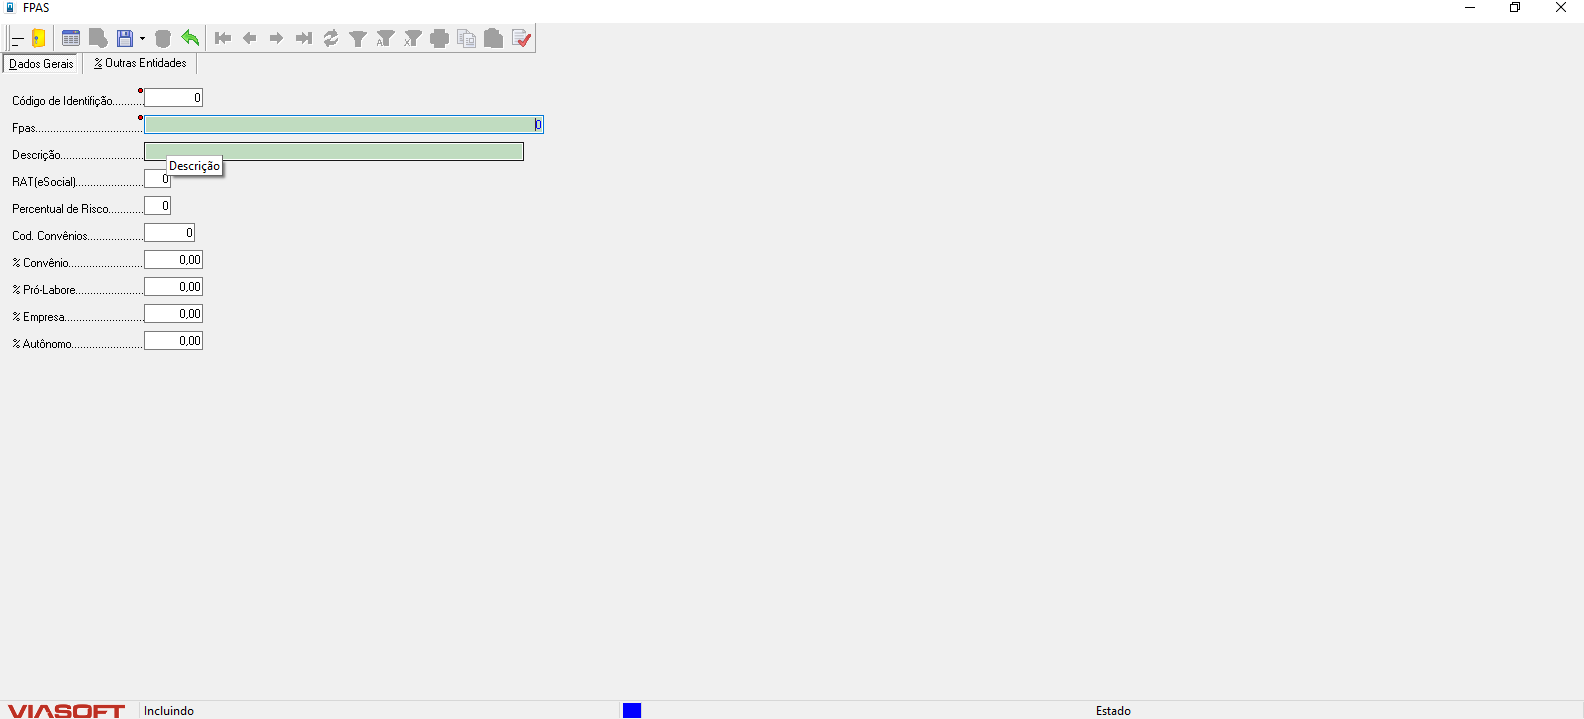 FPAS
Dados Gerais
% Outras Entidades
Código de Identifição........... 0
Fpas.................................... 0
Descrição............................
Descrição
RAT(eSocial)....................... 0
Percentual de Risco............ 0
Cod. Convênios................... 0
% Convênio......................... 0,00
% Pró-Labore....................... 0,00
% Empresa........................... 0,00
% Autônomo........................ 0,00
VIASOFT Incluindo Estado